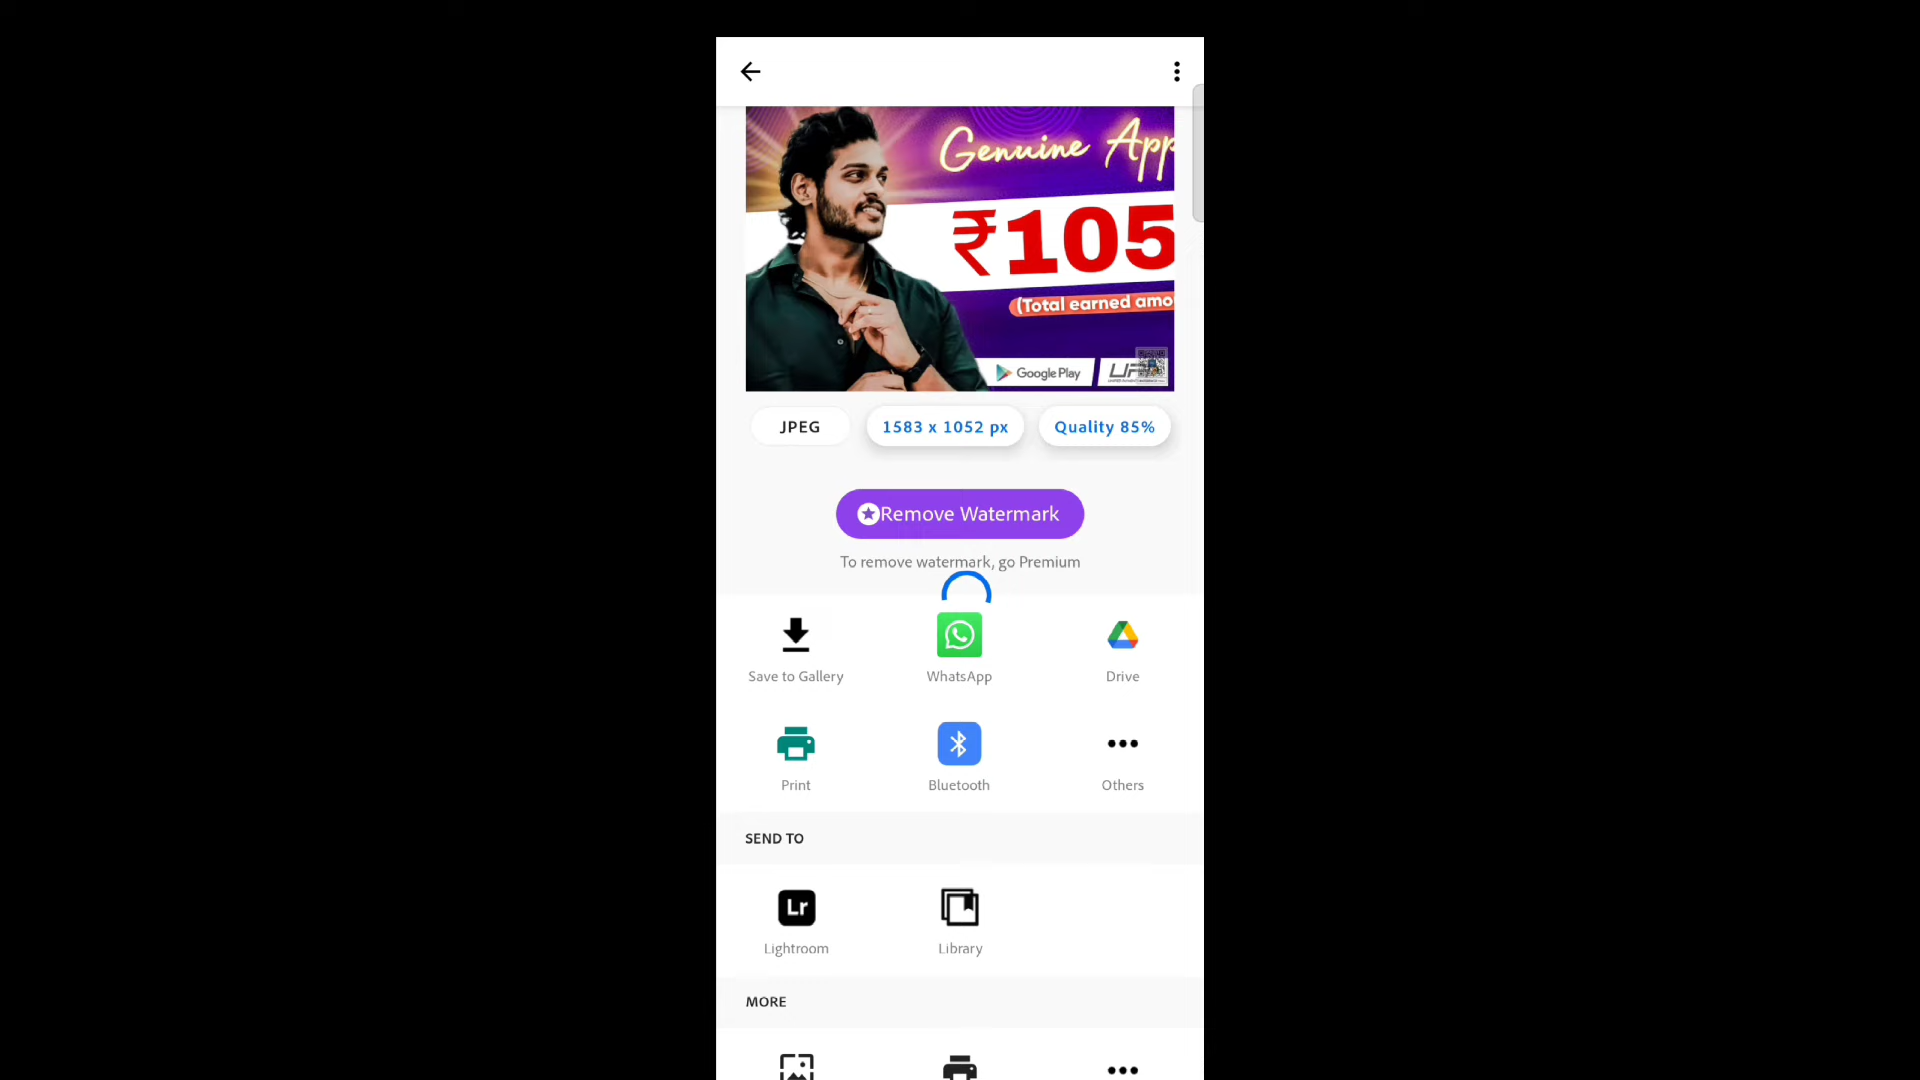 Genuine App
₹105
(Total earned amo
Google Play
UP
JPEG
1583 x 1052 px
Quality 85%
Remove Watermark
To remove watermark, go Premium
Save to Gallery
WhatsApp
Drive
Print
Bluetooth
Others
SEND TO
Lr
Lightroom
Library
MORE